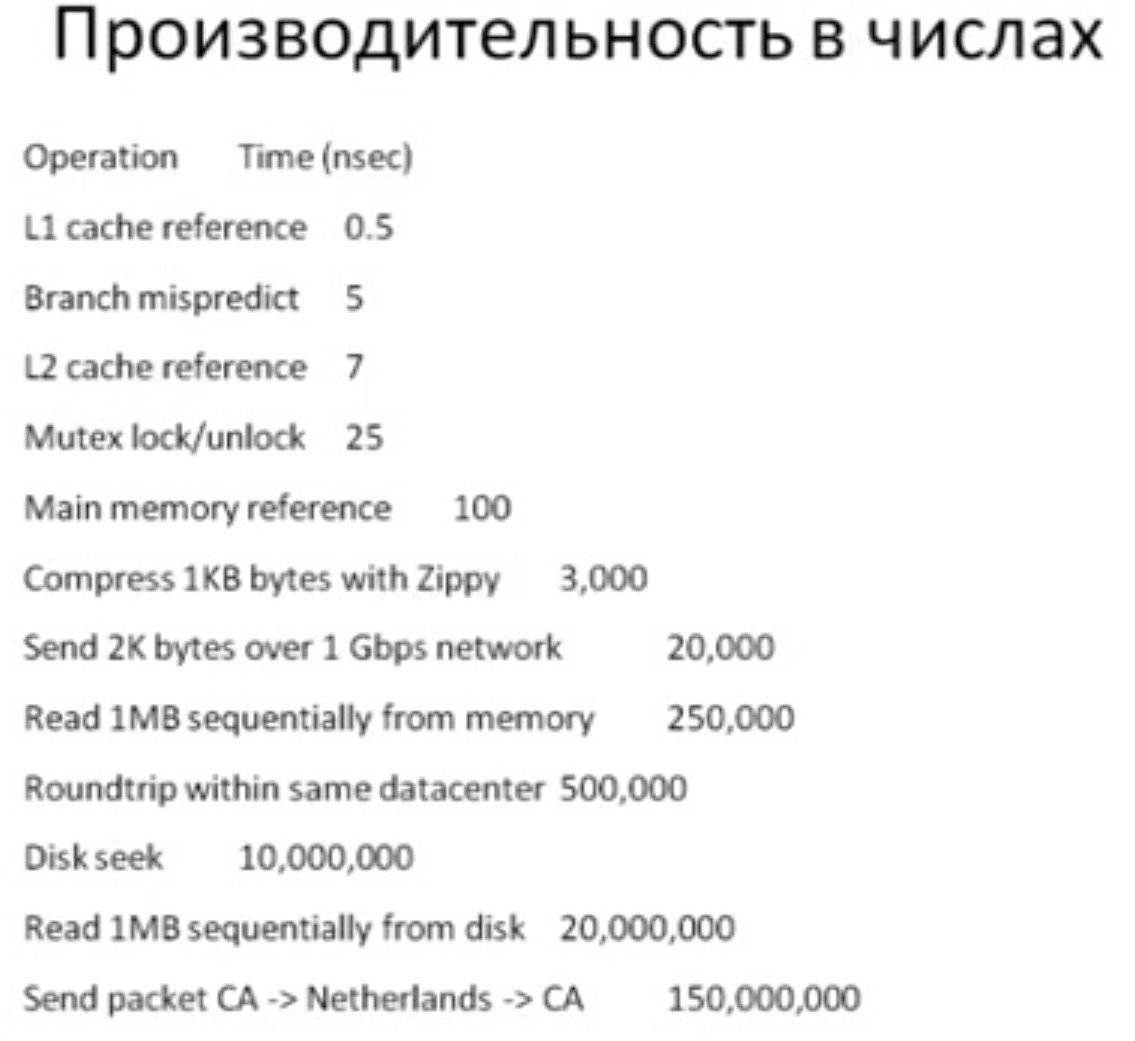 Производительность в числах
Operation Time (nsec)
L1 cache reference 0.5
Branch mispredict 5
L2 cache reference 7
Mutex lock/unlock 25
Main memory reference 100
Compress 1KB bytes with Zippy 3,000
Send 2K bytes over 1 Gbps network 20,000
Read 1MB sequentially from memory 250,000
Roundtrip within same datacenter 500,000
Disk seek 10,000,000
Read 1MB sequentially from disk 20,000,000
Send packet CA -> Netherlands -> CA 150,000,000